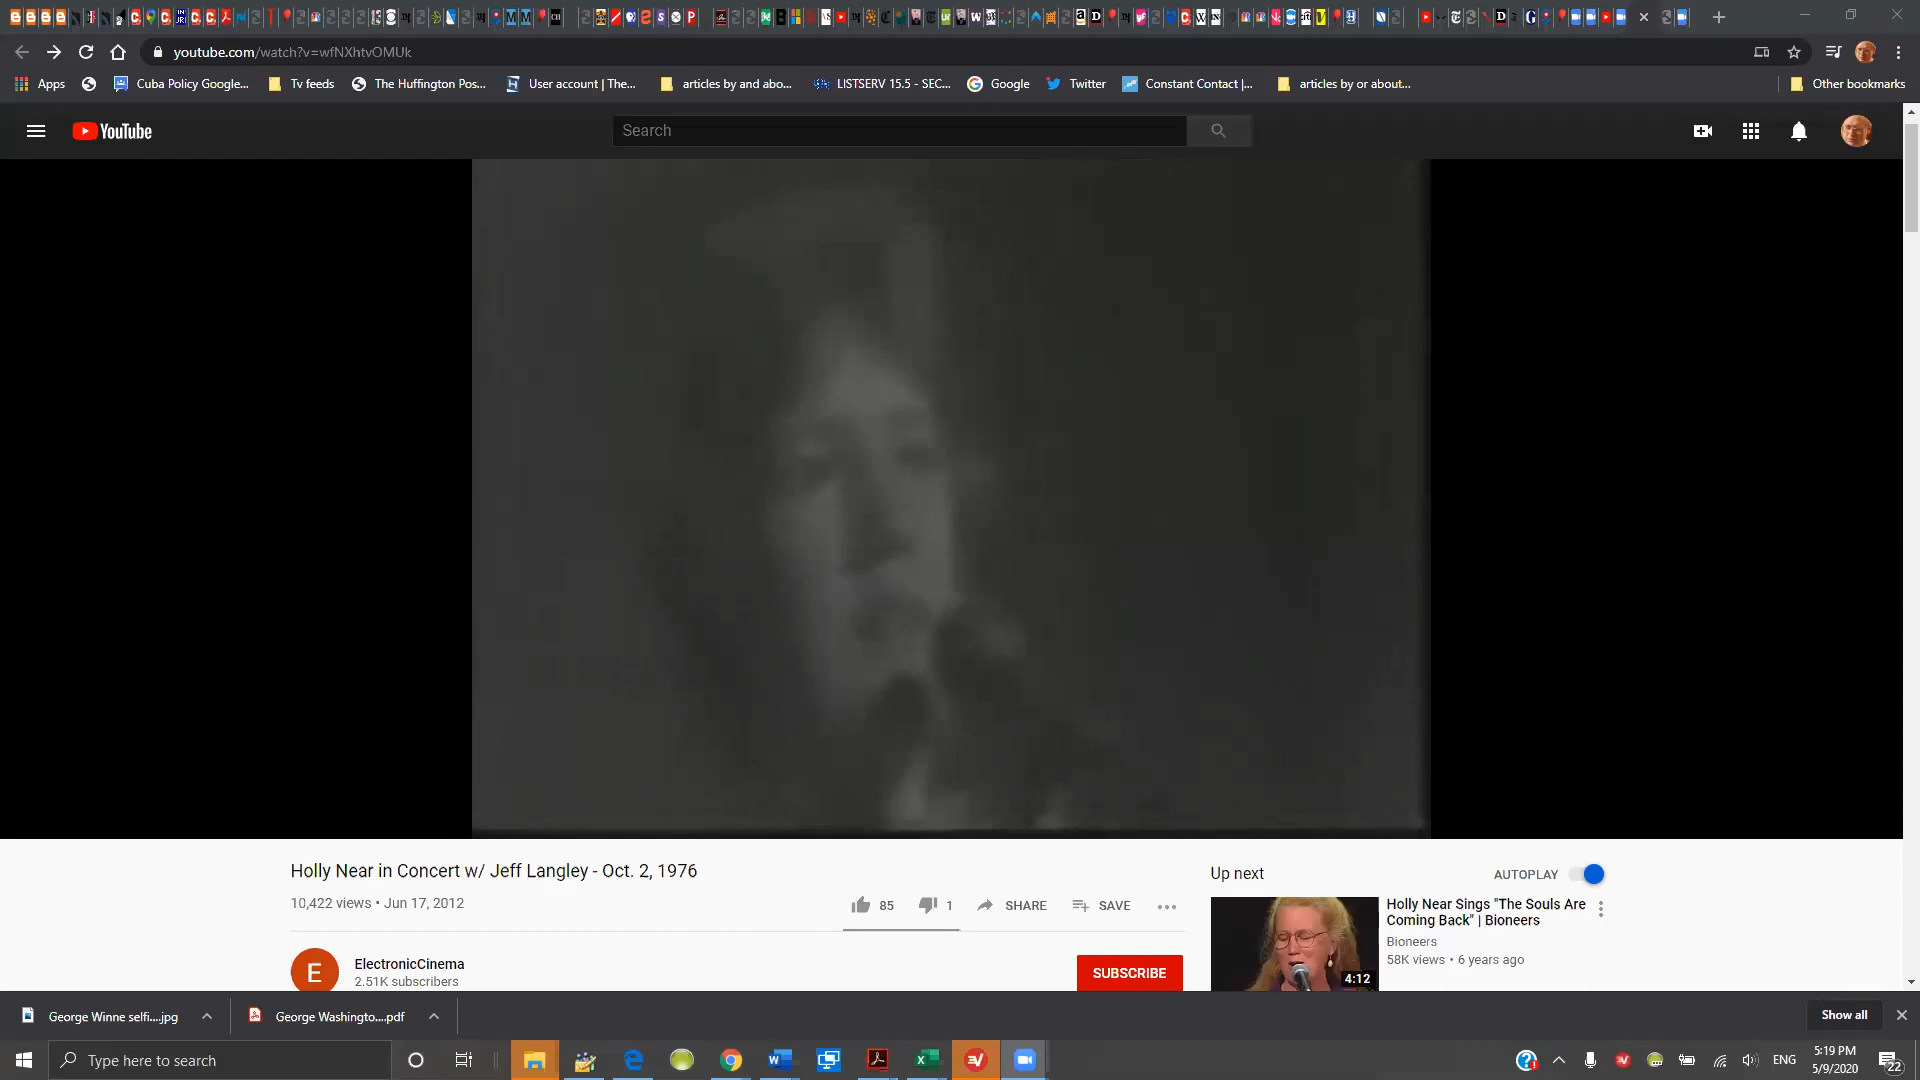 youtube.com/watch?v=wfNXhtvOMUk
Apps
Cuba Policy Google...
Tv feeds
The Huffington Pos...
User account | The...
articles by and abo...
LISTSERV 15.5 - SEC...
Google
Twitter
Constant Contact |...
articles by or about...
Other bookmarks
YouTube
Search
Holly Near in Concert w/ Jeff Langley - Oct. 2, 1976
10,422 views • Jun 17, 2012
85
1
SHARE
SAVE
E
ElectronicCinema
2.51K subscribers
SUBSCRIBE
Up next
AUTOPLAY
Holly Near Sings "The Souls Are
Coming Back" | Bioneers
Bioneers
58K views • 6 years ago
4:12
George Winne selfi....jpg
George Washingto....pdf
Show all
Type here to search
ENG
5:19 PM
5/9/2020
22